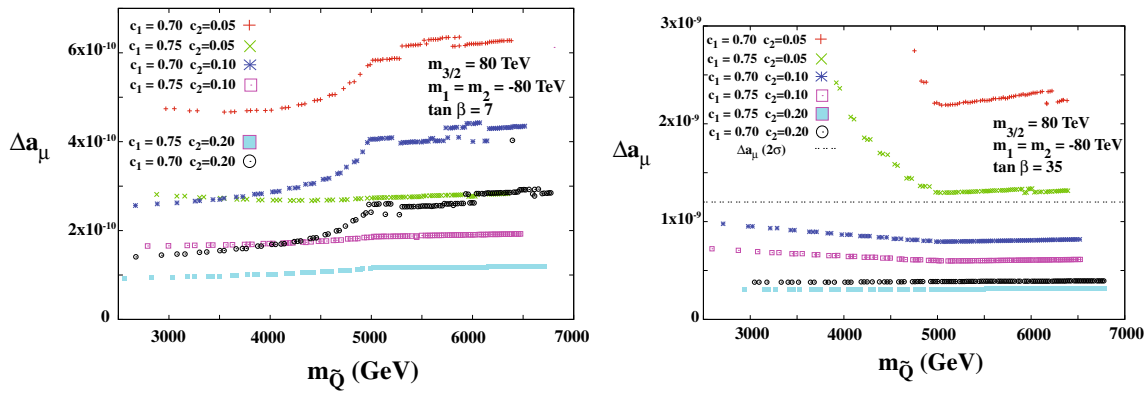 6x10⁻¹⁰
4x10⁻¹⁰
2x10⁻¹⁰
0
Δaμ
c₁ = 0.70 c₂=0.05
c₁ = 0.75 c₂=0.05
c₁ = 0.70 c₂=0.10
c₁ = 0.75 c₂=0.10
c₁ = 0.75 c₂=0.20
c₁ = 0.70 c₂=0.20
m₃/₂ = 80 TeV
m₁ = m₂ = -80 TeV
tan β = 7
3000 4000 5000 6000 7000
m_Q̃ (GeV)
3x10⁻⁹
2x10⁻⁹
1x10⁻⁹
0
Δaμ
c₁ = 0.70 c₂=0.05
c₁ = 0.75 c₂=0.05
c₁ = 0.70 c₂=0.10
c₁ = 0.75 c₂=0.10
c₁ = 0.75 c₂=0.20
c₁ = 0.70 c₂=0.20
Δaμ (2σ)
m₃/₂ = 80 TeV
m₁ = m₂ = -80 TeV
tan β = 35
3000 4000 5000 6000 7000
m_Q̃ (GeV)